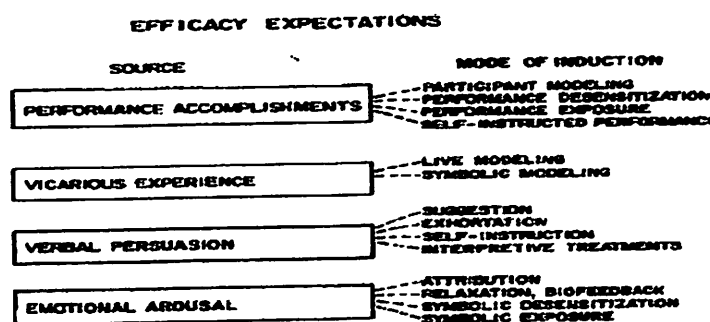 EFFICACY EXPECTATIONS
SOURCE
MODE OF INDUCTION
PERFORMANCE ACCOMPLISHMENTS
PARTICIPANT MODELING
PERFORMANCE DESENSITIZATION
PERFORMANCE EXPOSURE
SELF-INSTRUCTED PERFORMANCE
VICARIOUS EXPERIENCE
LIVE MODELING
SYMBOLIC MODELING
VERBAL PERSUASION
SUGGESTION
EXHORTATION
SELF-INSTRUCTION
INTERPRETIVE TREATMENTS
EMOTIONAL AROUSAL
ATTRIBUTION
RELAXATION, BIOFEEDBACK
SYMBOLIC DESENSITIZATION
SYMBOLIC EXPOSURE